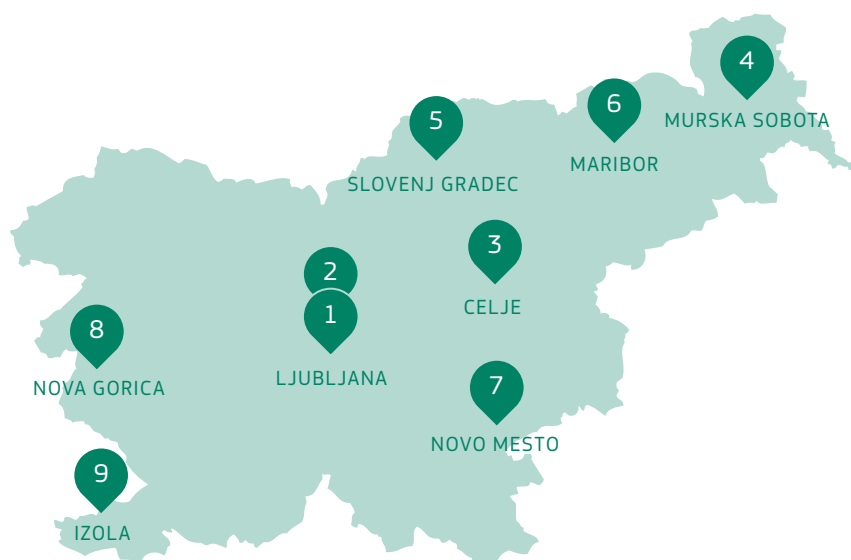 4
MURSKA SOBOTA
6
MARIBOR
5
SLOVENJ GRADEC
3
CELJE
2
1
LJUBLJANA
8
NOVA GORICA
7
NOVO MESTO
9
IZOLA